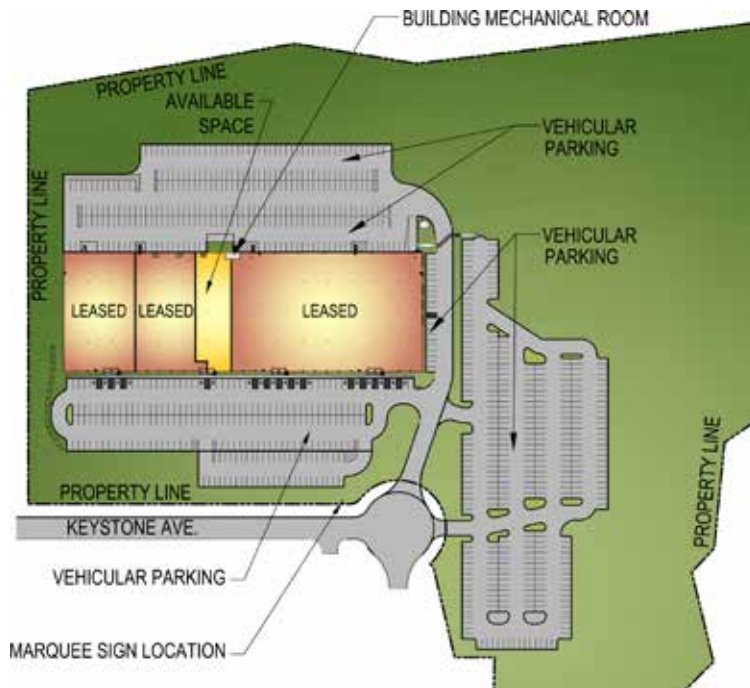 BUILDING MECHANICAL ROOM
PROPERTY LINE
AVAILABLE
SPACE
VEHICULAR
PARKING
PROPERTY LINE
VEHICULAR
PARKING
LEASED
LEASED
LEASED
PROPERTY LINE
PROPERTY LINE
KEYSTONE AVE.
VEHICULAR PARKING
MARQUEE SIGN LOCATION